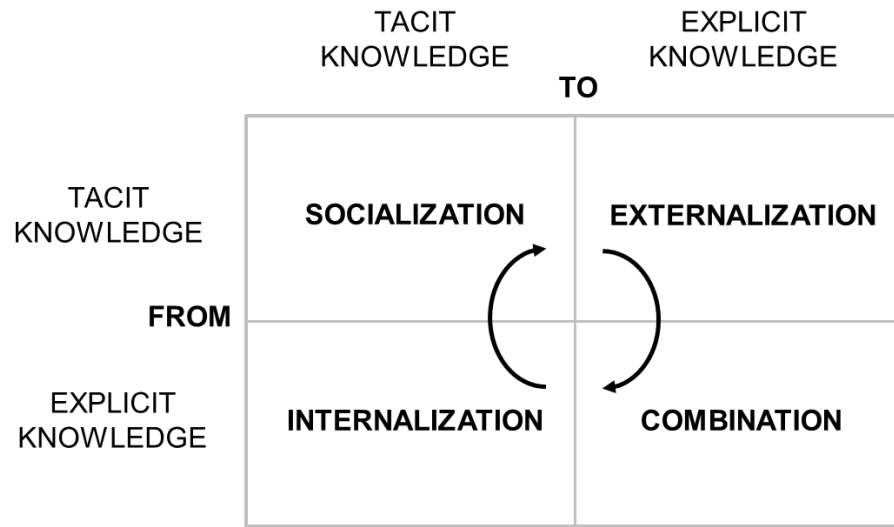 TACIT
KNOWLEDGE
EXPLICIT
KNOWLEDGE
TO
TACIT
KNOWLEDGE
SOCIALIZATION
EXTERNALIZATION
FROM
EXPLICIT
KNOWLEDGE
INTERNALIZATION
COMBINATION